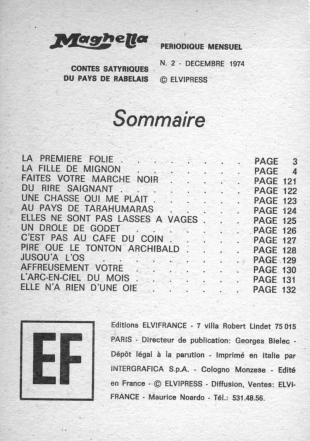 Maghella
PERIODIQUE MENSUEL
CONTES SATYRIQUES
DU PAYS DE RABELAIS
N. 2 - DECEMBRE 1974
© ELVIPRESS
Sommaire
LA PREMIERE FOLIE . . . . . . . PAGE 3
LA FILLE DE MIGNON . . . . . . . PAGE 4
FAITES VOTRE MARCHE NOIR . . . . . PAGE 121
DU RIRE SAIGNANT . . . . . . . PAGE 122
UNE CHASSE QUI ME PLAIT . . . . . . PAGE 123
AU PAYS DE TARAHUMARAS . . . . . . PAGE 124
ELLES NE SONT PAS LASSES A VAGES . . . PAGE 125
UN DROLE DE GODET . . . . . . . PAGE 126
C'EST PAS AU CAFE DU COIN . . . . . PAGE 127
PIRE QUE LE TONTON ARCHIBALD . . . . PAGE 128
JUSQU'A L'OS . . . . . . . . PAGE 129
AFFREUSEMENT VOTRE . . . . . . . PAGE 130
L'ARC-EN-CIEL DU MOIS . . . . . . PAGE 131
ELLE N'A RIEN D'UNE OIE . . . . . . PAGE 132
EF
Editions ELVIFRANCE - 7 villa Robert Lindet 75 015
PARIS - Directeur de publication: Georges Bielec -
Dépôt légal à la parution - Imprimé en Italie par
INTERGRAFICA S.p.A. - Cologno Monzese - Edité
en France - © ELVIPRESS - Diffusion, Ventes: ELVI-
FRANCE - Maurice Noardo - Tél.: 531.48.56.